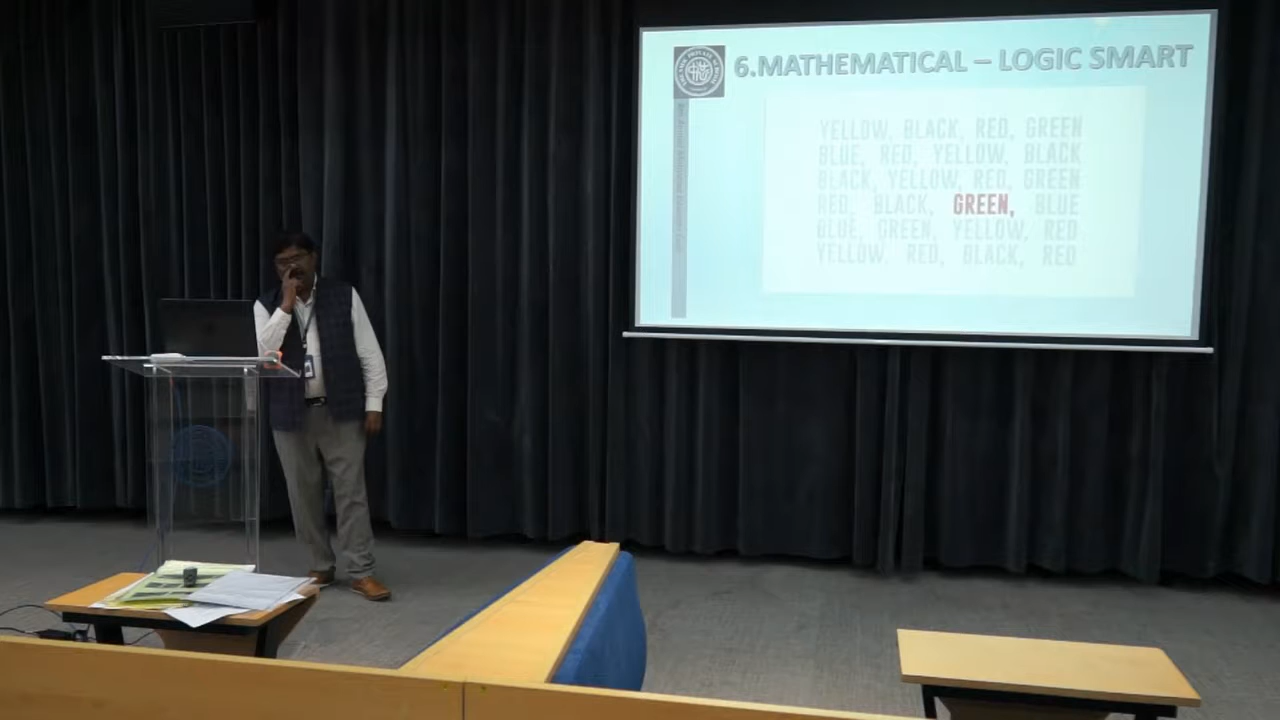 6.MATHEMATICAL – LOGIC SMART
YELLOW, BLACK, RED, GREEN
BLUE, RED, YELLOW, BLACK
BLACK, YELLOW, RED, GREEN
RED, BLACK, GREEN, BLUE
BLUE, GREEN, YELLOW, RED
YELLOW, RED, BLACK, RED